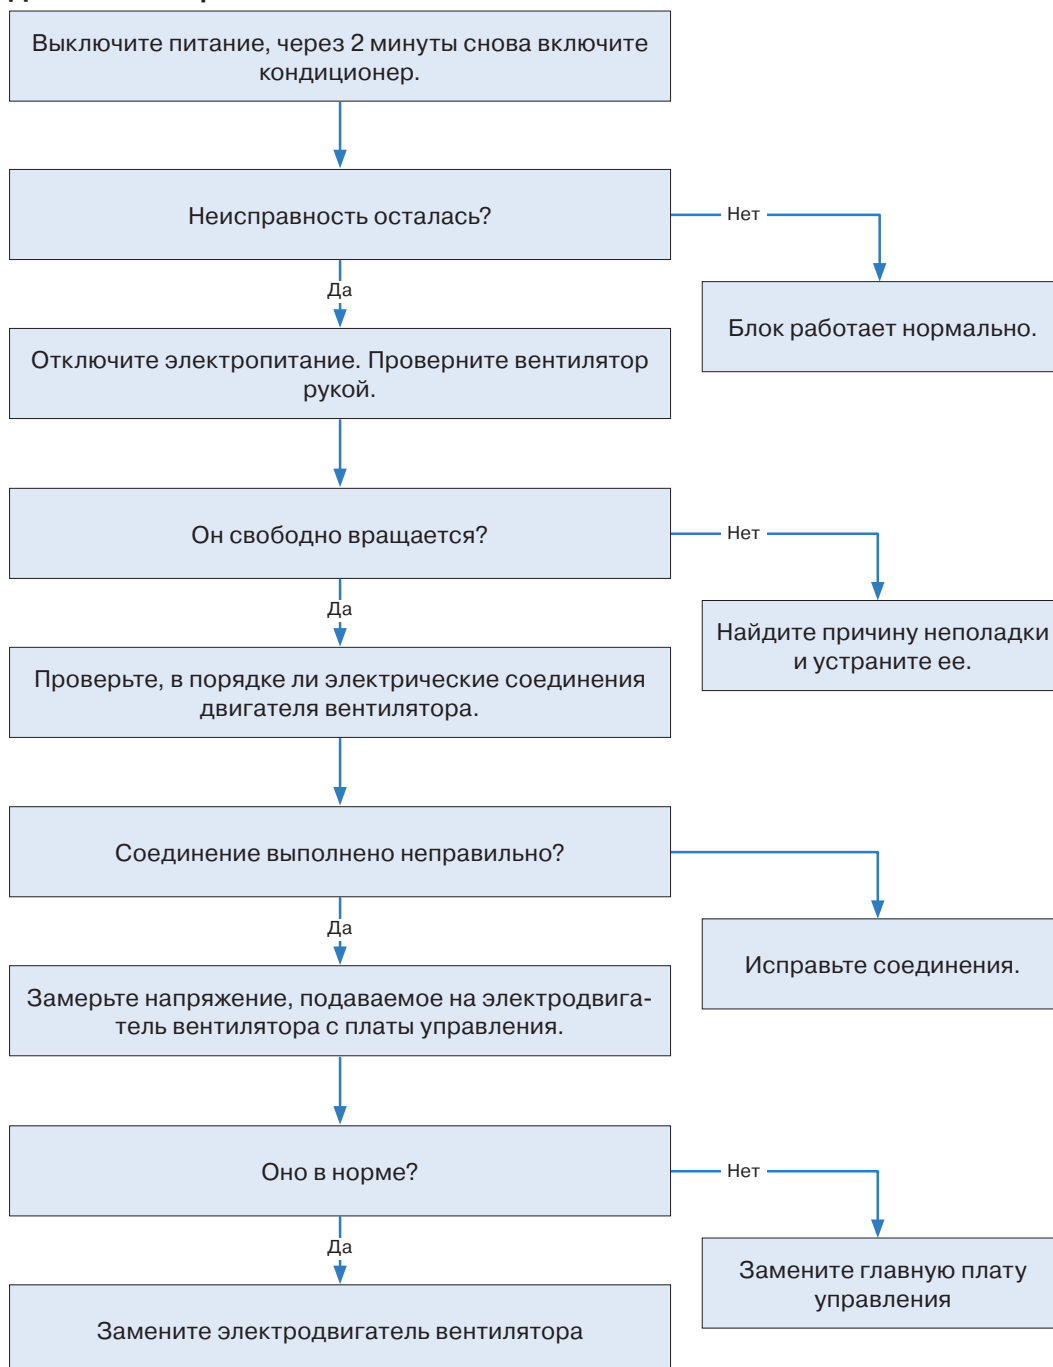 Выключите питание, через 2 минуты снова включите
кондиционер.
Неисправность осталась?
Нет
Да
Блок работает нормально.
Отключите электропитание. Проверните вентилятор
рукой.
Он свободно вращается?
Нет
Да
Найдите причину неполадки
и устраните ее.
Проверьте, в порядке ли электрические соединения
двигателя вентилятора.
Соединение выполнено неправильно?
Да
Исправьте соединения.
Замерьте напряжение, подаваемое на электродвига-
тель вентилятора с платы управления.
Оно в норме?
Нет
Да
Замените главную плату
управления
Замените электродвигатель вентилятора